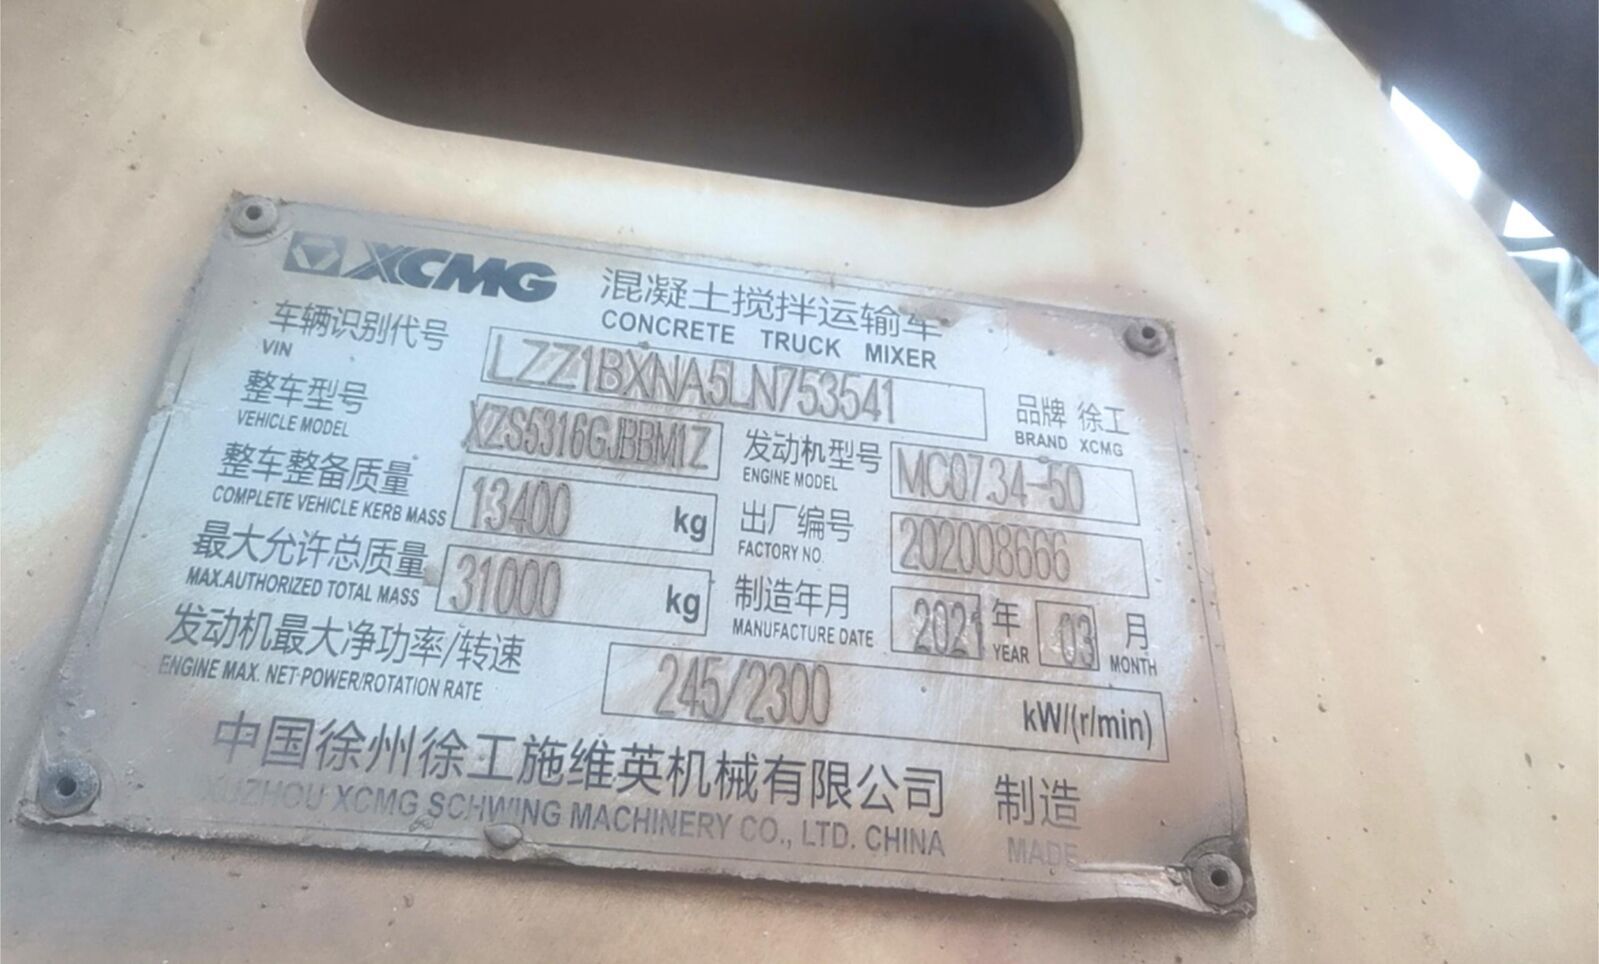 XCMG 混凝土搅拌运输车
CONCRETE TRUCK MIXER
车辆识别代号 LZZ1BXNA5LN753541
VIN
品牌 徐工
BRAND XCMG
整车型号 XZS5316GJBBM1Z
VEHICLE MODEL
发动机型号 MC07.34-50
ENGINE MODEL
整车整备质量 13400 kg
COMPLETE VEHICLE KERB MASS
出厂编号 202008666
FACTORY NO.
最大允许总质量 31000 kg
MAX.AUTHORIZED TOTAL MASS
制造年月 2021 年 03 月
MANUFACTURE DATE YEAR MONTH
发动机最大净功率/转速 245/2300 kW/(r/min)
ENGINE MAX. NET POWER/ROTATION RATE
中国徐州徐工施维英机械有限公司 制造
XUZHOU XCMG SCHWING MACHINERY CO., LTD. CHINA MADE